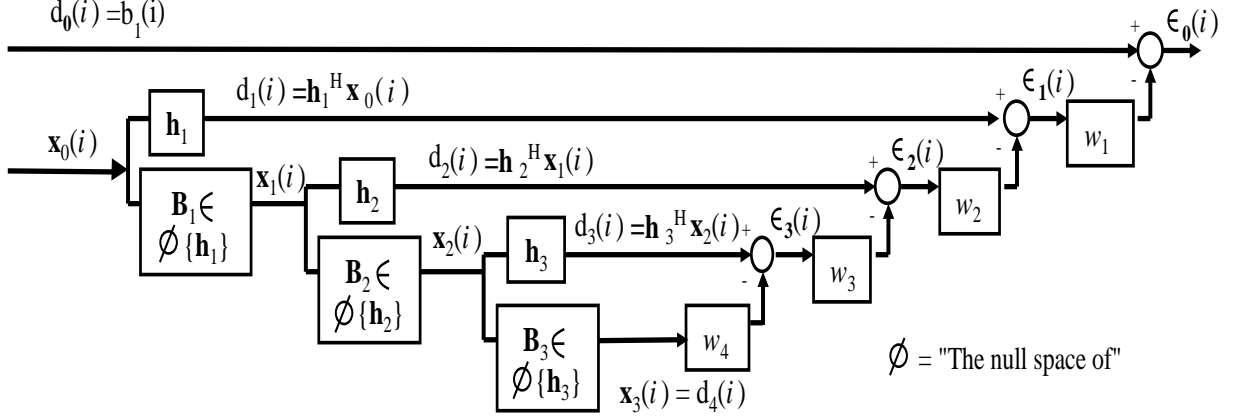 d₀(i) =b₁(i)
ϵ₀(i)
+
-
d₁(i) =h₁ᴴ x₀(i)
ϵ₁(i)
+
-
h₁
w₁
x₀(i)
d₂(i) =h₂ᴴ x₁(i)
ϵ₂(i)
+
-
x₁(i)
B₁ ϵ
ϕ{h₁}
h₂
w₂
d₃(i) =h₃ᴴ x₂(i)
+
ϵ₃(i)
-
x₂(i)
h₃
B₂ ϵ
ϕ{h₂}
w₃
B₃ ϵ
ϕ{h₃}
w₄
ϕ = "The null space of"
x₃(i) = d₄(i)